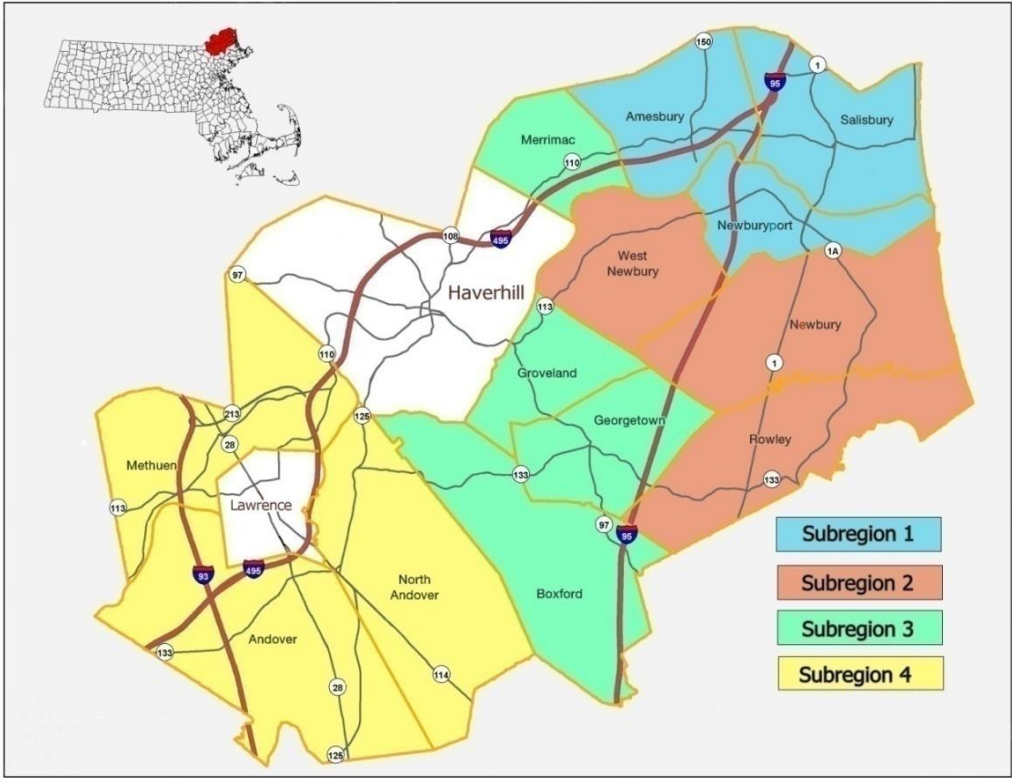 150
1
95
Amesbury
Salisbury
Merrimac
110
Newburyport
108
495
West
Newbury
1A
97
Haverhill
113
Newbury
110
1
Groveland
213
125
Georgetown
28
Rowley
Methuen
133
133
113
Lawrence
97
95
Subregion 1
93
495
North
Andover
Boxford
Subregion 2
Subregion 3
Andover
133
114
Subregion 4
28
125